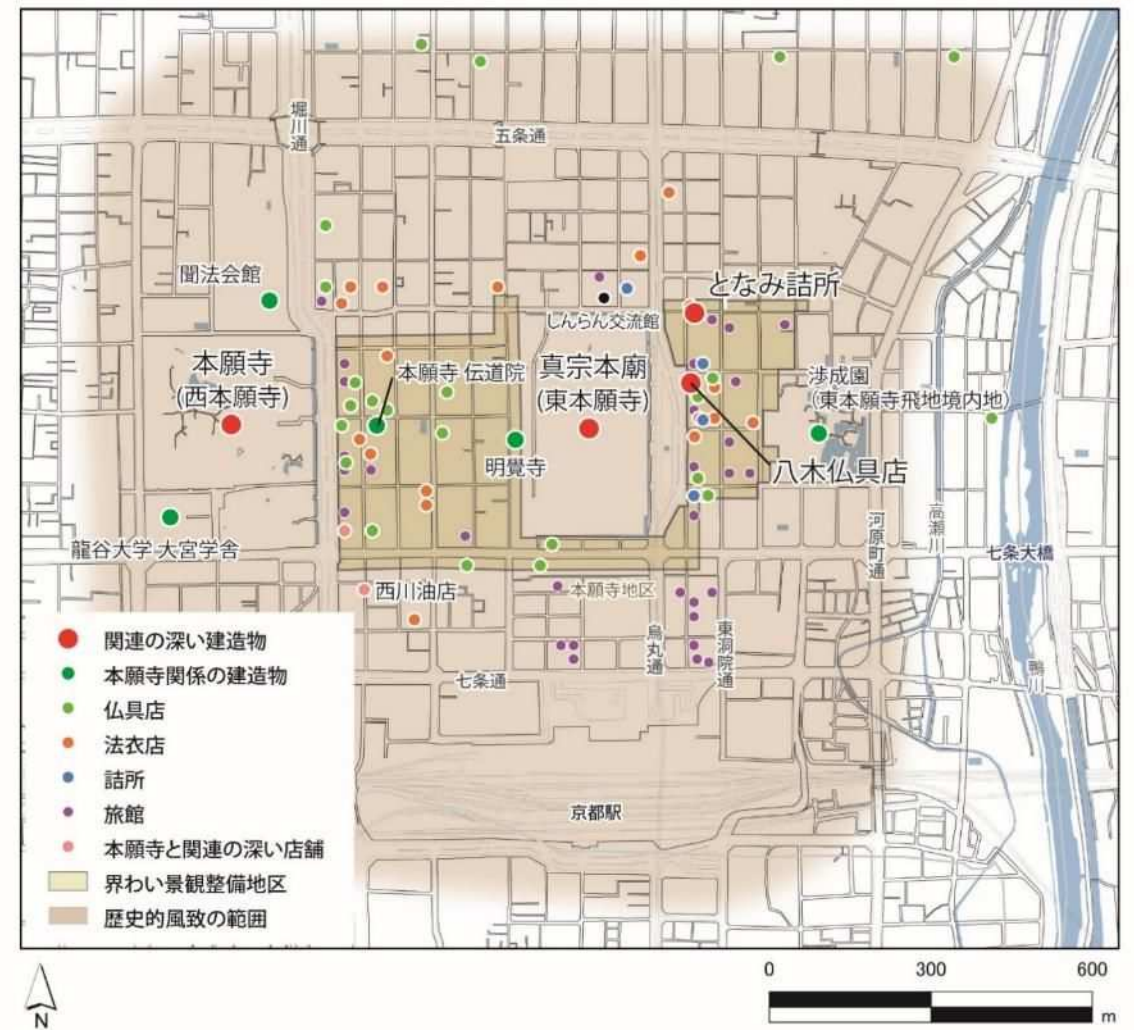 堀川通
五条通
聞法会館
となみ詰所
しんらん交流館
本願寺
(西本願寺)
本願寺 伝道院
真宗本廟
(東本願寺)
渉成園
(東本願寺飛地境内地)
明覺寺
八木仏具店
龍谷大学 大宮学舎
河原町通
高瀬川
七条大橋
西川油店
本願寺地区
烏丸通
東洞院通
鴨川
七条通
京都駅
関連の深い建造物
本願寺関係の建造物
仏具店
法衣店
詰所
旅館
本願寺と関連の深い店舗
界わい景観整備地区
歴史的風致の範囲
N
0 300 600
m